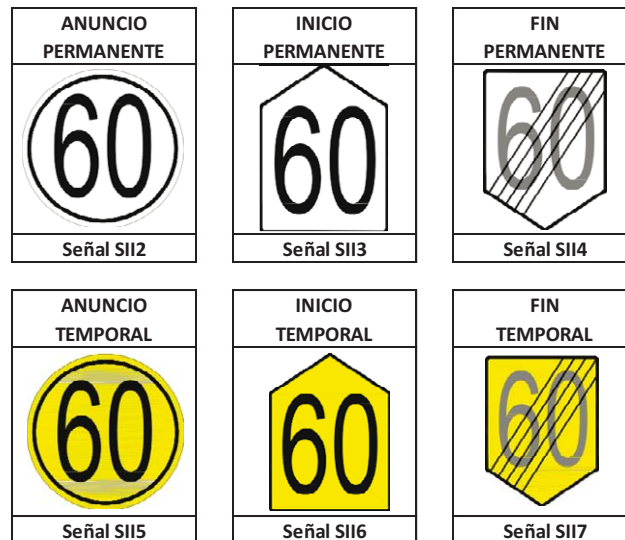 ANUNCIO
PERMANENTE
60
Señal SII2
INICIO
PERMANENTE
60
Señal SII3
FIN
PERMANENTE
60
Señal SII4
ANUNCIO
TEMPORAL
60
Señal SII5
INICIO
TEMPORAL
60
Señal SII6
FIN
TEMPORAL
60
Señal SII7